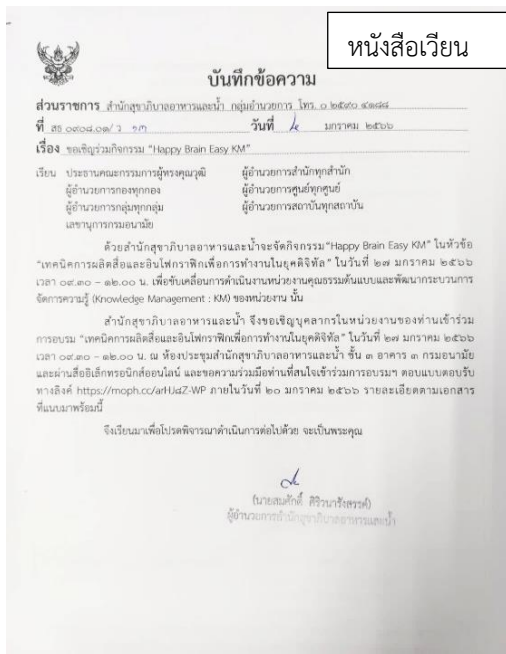 หนังสือเวียน
บันทึกข้อความ
ส่วนราชการ สำนักสุขาภิบาลอาหารและน้ำ กลุ่มอำนวยการ โทร. ๐ ๒๕๙๐ ๔๑๘๘
ที่ สธ ๐๙๐๘.๐๑/ ว วันที่ มกราคม ๒๕๖๖
เรื่อง ขอเชิญร่วมกิจกรรม "Happy Brain Easy KM"
เรียน ประธานคณะกรรมการผู้ทรงคุณวุฒิ ผู้อำนวยการสำนักทุกสำนัก
ผู้อำนวยการกองทุกกอง ผู้อำนวยการศูนย์ทุกศูนย์
ผู้อำนวยการกลุ่มทุกกลุ่ม ผู้อำนวยการสถาบันทุกสถาบัน
เลขานุการกรมอนามัย
ด้วยสำนักสุขาภิบาลอาหารและน้ำจะจัดกิจกรรม"Happy Brain Easy KM" ในหัวข้อ
"เทคนิคการผลิตสื่อและอินโฟกราฟิกเพื่อการทำงานในยุคดิจิทัล" ในวันที่ ๒๗ มกราคม ๒๕๖๖
เวลา ๐๙.๓๐ – ๑๒.๐๐ น. เพื่อขับเคลื่อนการดำเนินงานหน่วยงานคุณธรรมต้นแบบและพัฒนากระบวนการ
จัดการความรู้ (Knowledge Management : KM) ของหน่วยงาน นั้น
สำนักสุขาภิบาลอาหารและน้ำ จึงขอเชิญบุคลากรในหน่วยงานของท่านเข้าร่วม
การอบรม "เทคนิคการผลิตสื่อและอินโฟกราฟิกเพื่อการทำงานในยุคดิจิทัล" ในวันที่ ๒๗ มกราคม ๒๕๖๖
เวลา ๐๙.๓๐ – ๑๒.๐๐ น. ณ ห้องประชุมสำนักสุขาภิบาลอาหารและน้ำ ชั้น ๓ อาคาร ๓ กรมอนามัย
และผ่านสื่ออิเล็กทรอนิกส์ออนไลน์ และขอความร่วมมือท่านที่สนใจเข้าร่วมการอบรมฯ ตอบแบบตอบรับ
ทางลิงค์ https://moph.cc/arHJdZ-WP ภายในวันที่ ๒๐ มกราคม ๒๕๖๖ รายละเอียดตามเอกสาร
ที่แนบมาพร้อมนี้
จึงเรียนมาเพื่อโปรดพิจารณาดำเนินการต่อไปด้วย จะเป็นพระคุณ
(นายสมศักดิ์ ศิริวนารังสรรค์)
ผู้อำนวยการสำนักสุขาภิบาลอาหารและน้ำ